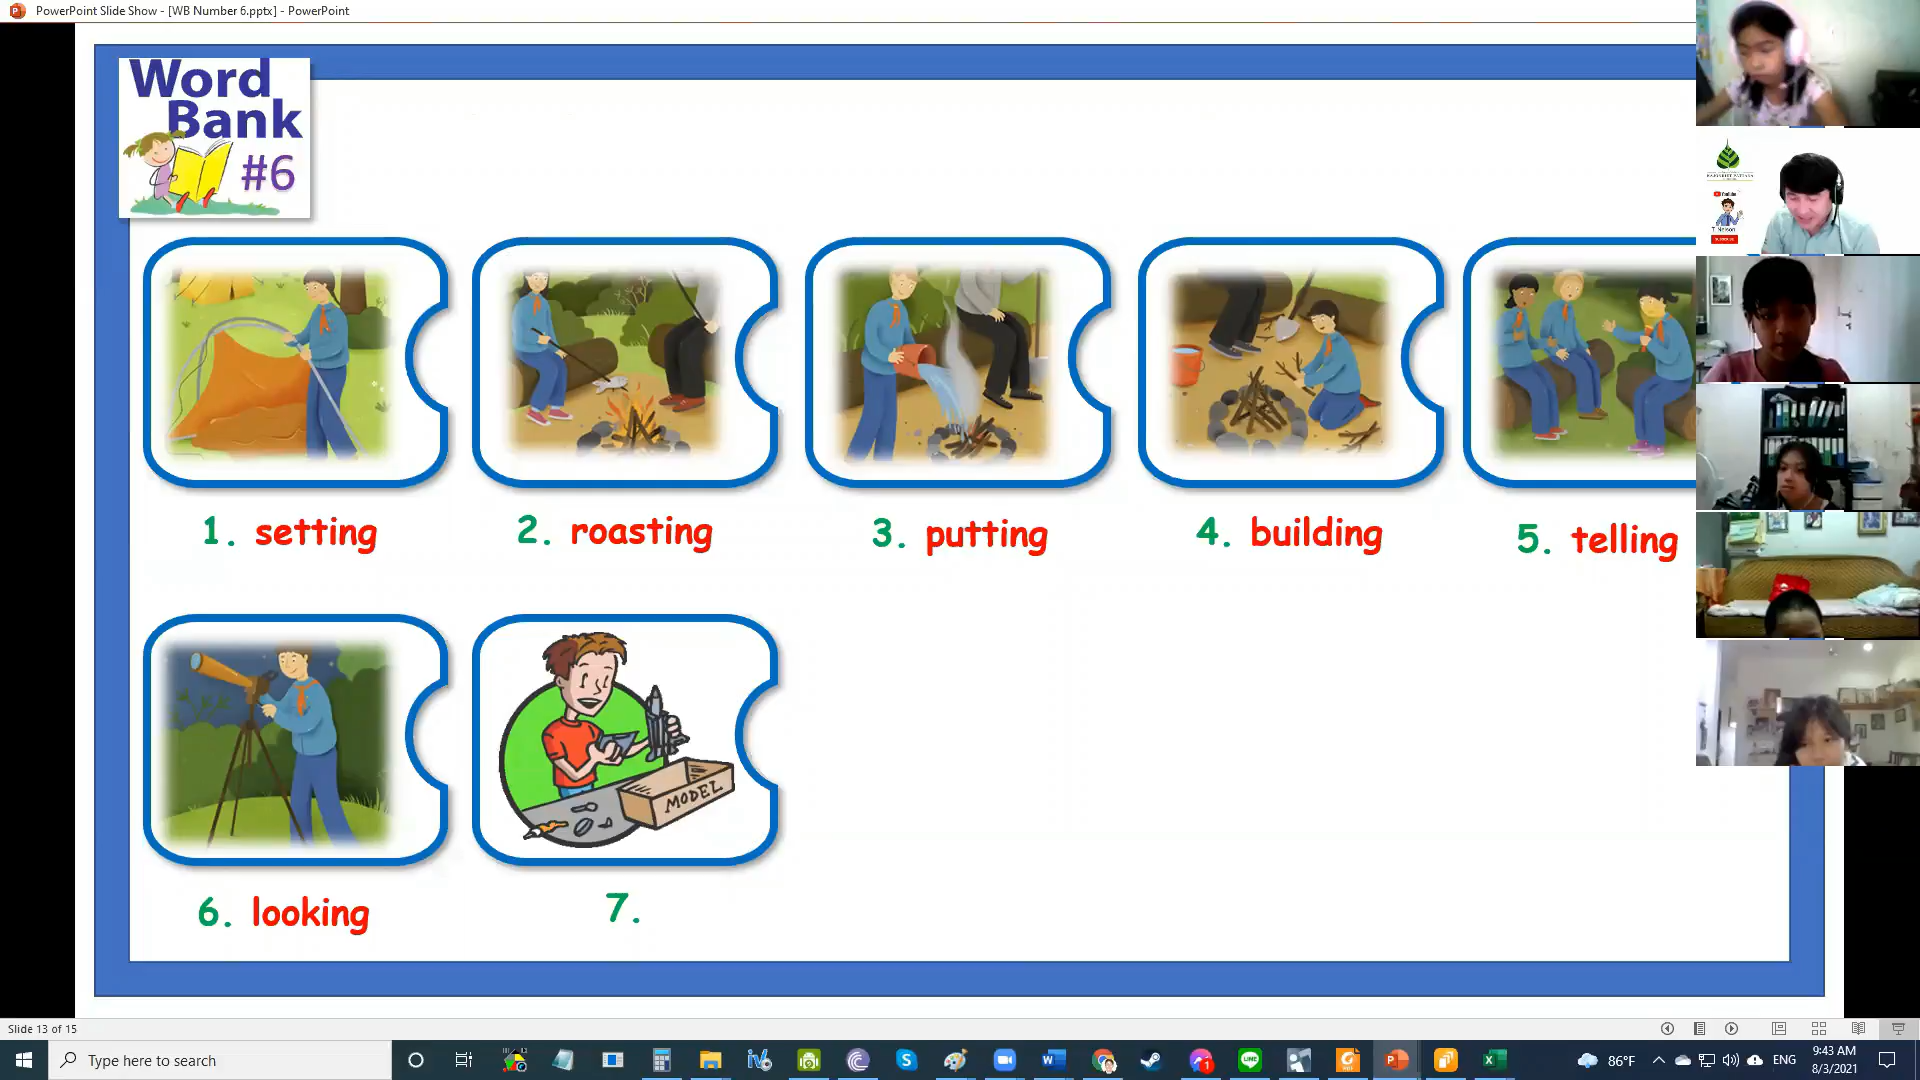 PowerPoint Slide Show - [WB Number 6.pptx] - PowerPoint
Word
Bank
#6
1. setting
2. roasting
3. putting
4. building
5. telling
MODEL
6. looking
7.
T. Nelson
SUBSCRIBE
Slide 13 of 15
Type here to search
86°F
ENG
9:43 AM
8/3/2021